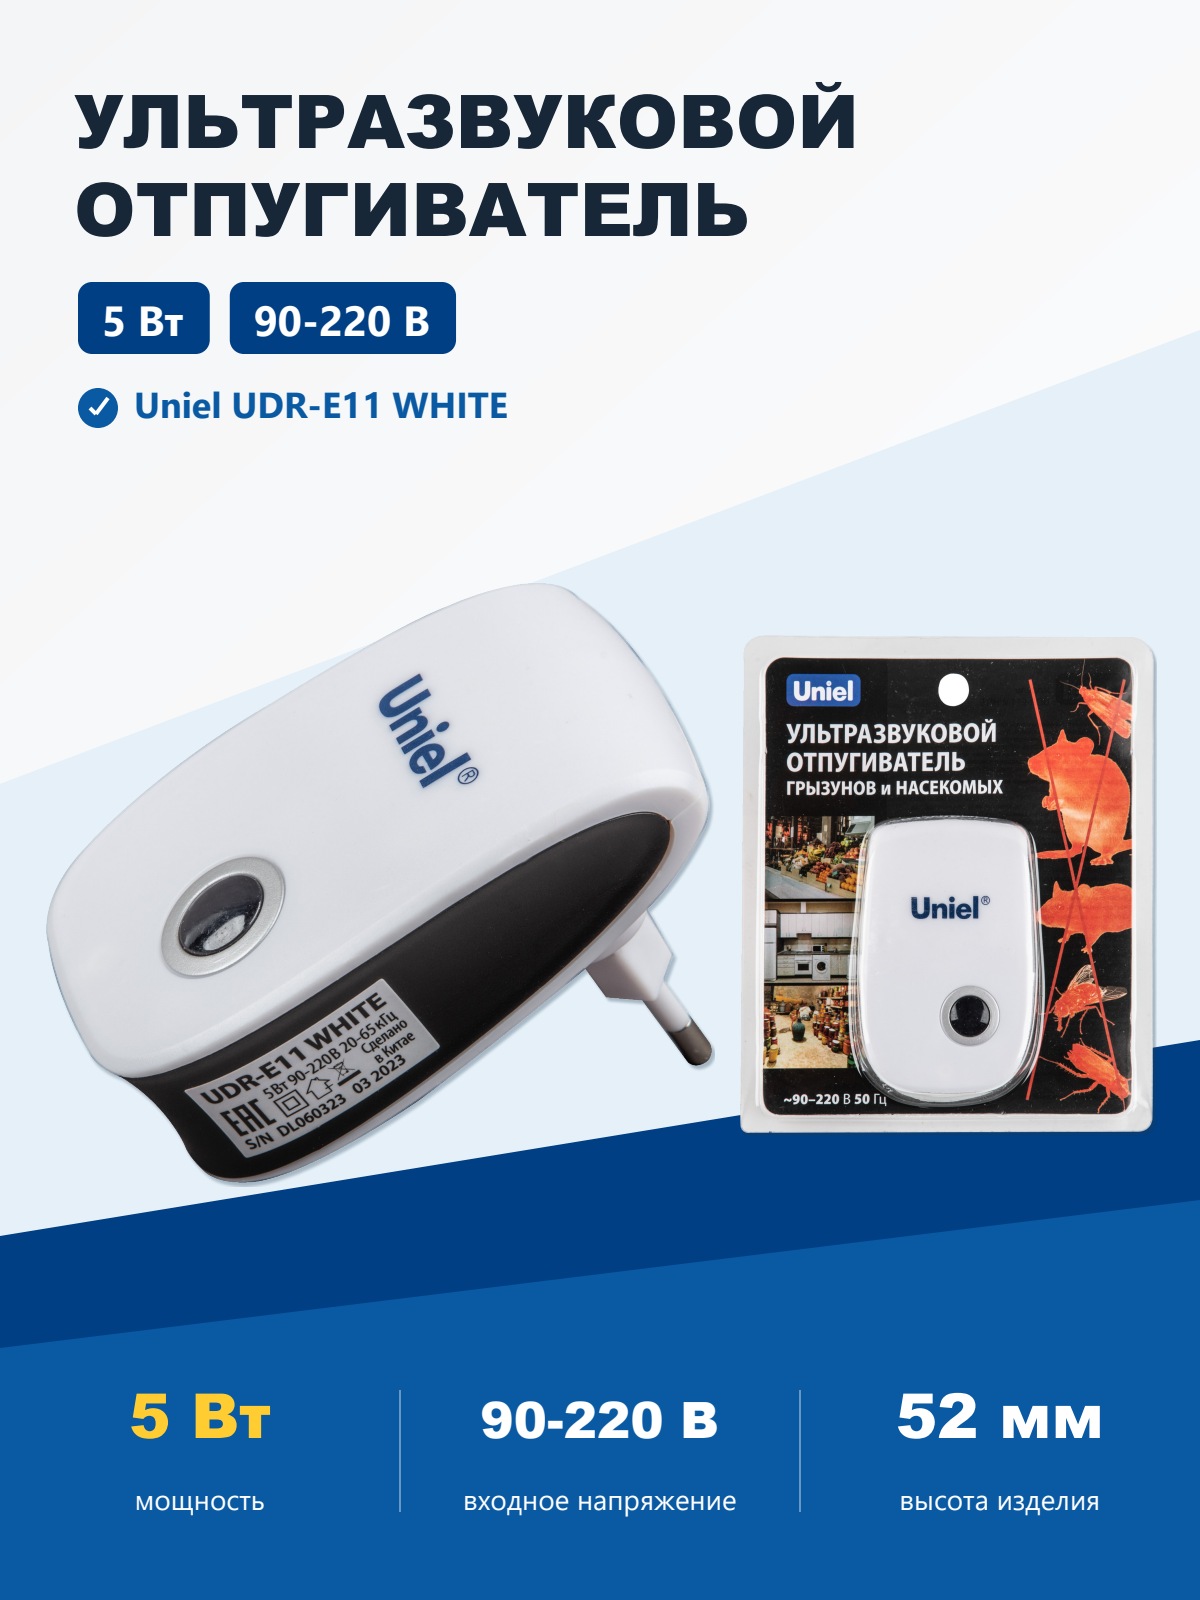 УЛЬТРАЗВУКОВОЙ
ОТПУГИВАТЕЛЬ
5 Вт
90-220 В
Uniel UDR-E11 WHITE
Uniel®
UDR-E11 WHITE
5Вт 90-220В 20-65кГц
Сделано
в Китае
EAC
03 2023
S/N DL060323
Uniel
УЛЬТРАЗВУКОВОЙ
ОТПУГИВАТЕЛЬ
ГРЫЗУНОВ и НАСЕКОМЫХ
Uniel®
~90–220 В 50 Гц
5 Вт
мощность
90-220 В
входное напряжение
52 мм
высота изделия